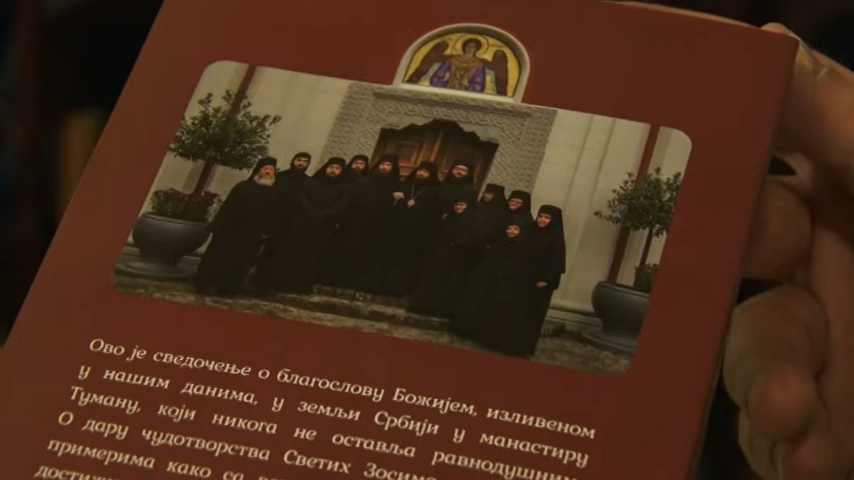 Ово је сведочење о благослову Божијем, изливеном
у нашим данима, у земљи Србији у манастиру
Туману, који никога не оставља равнодушним
О дару чудотворства Светих Зосиме
примерима како са